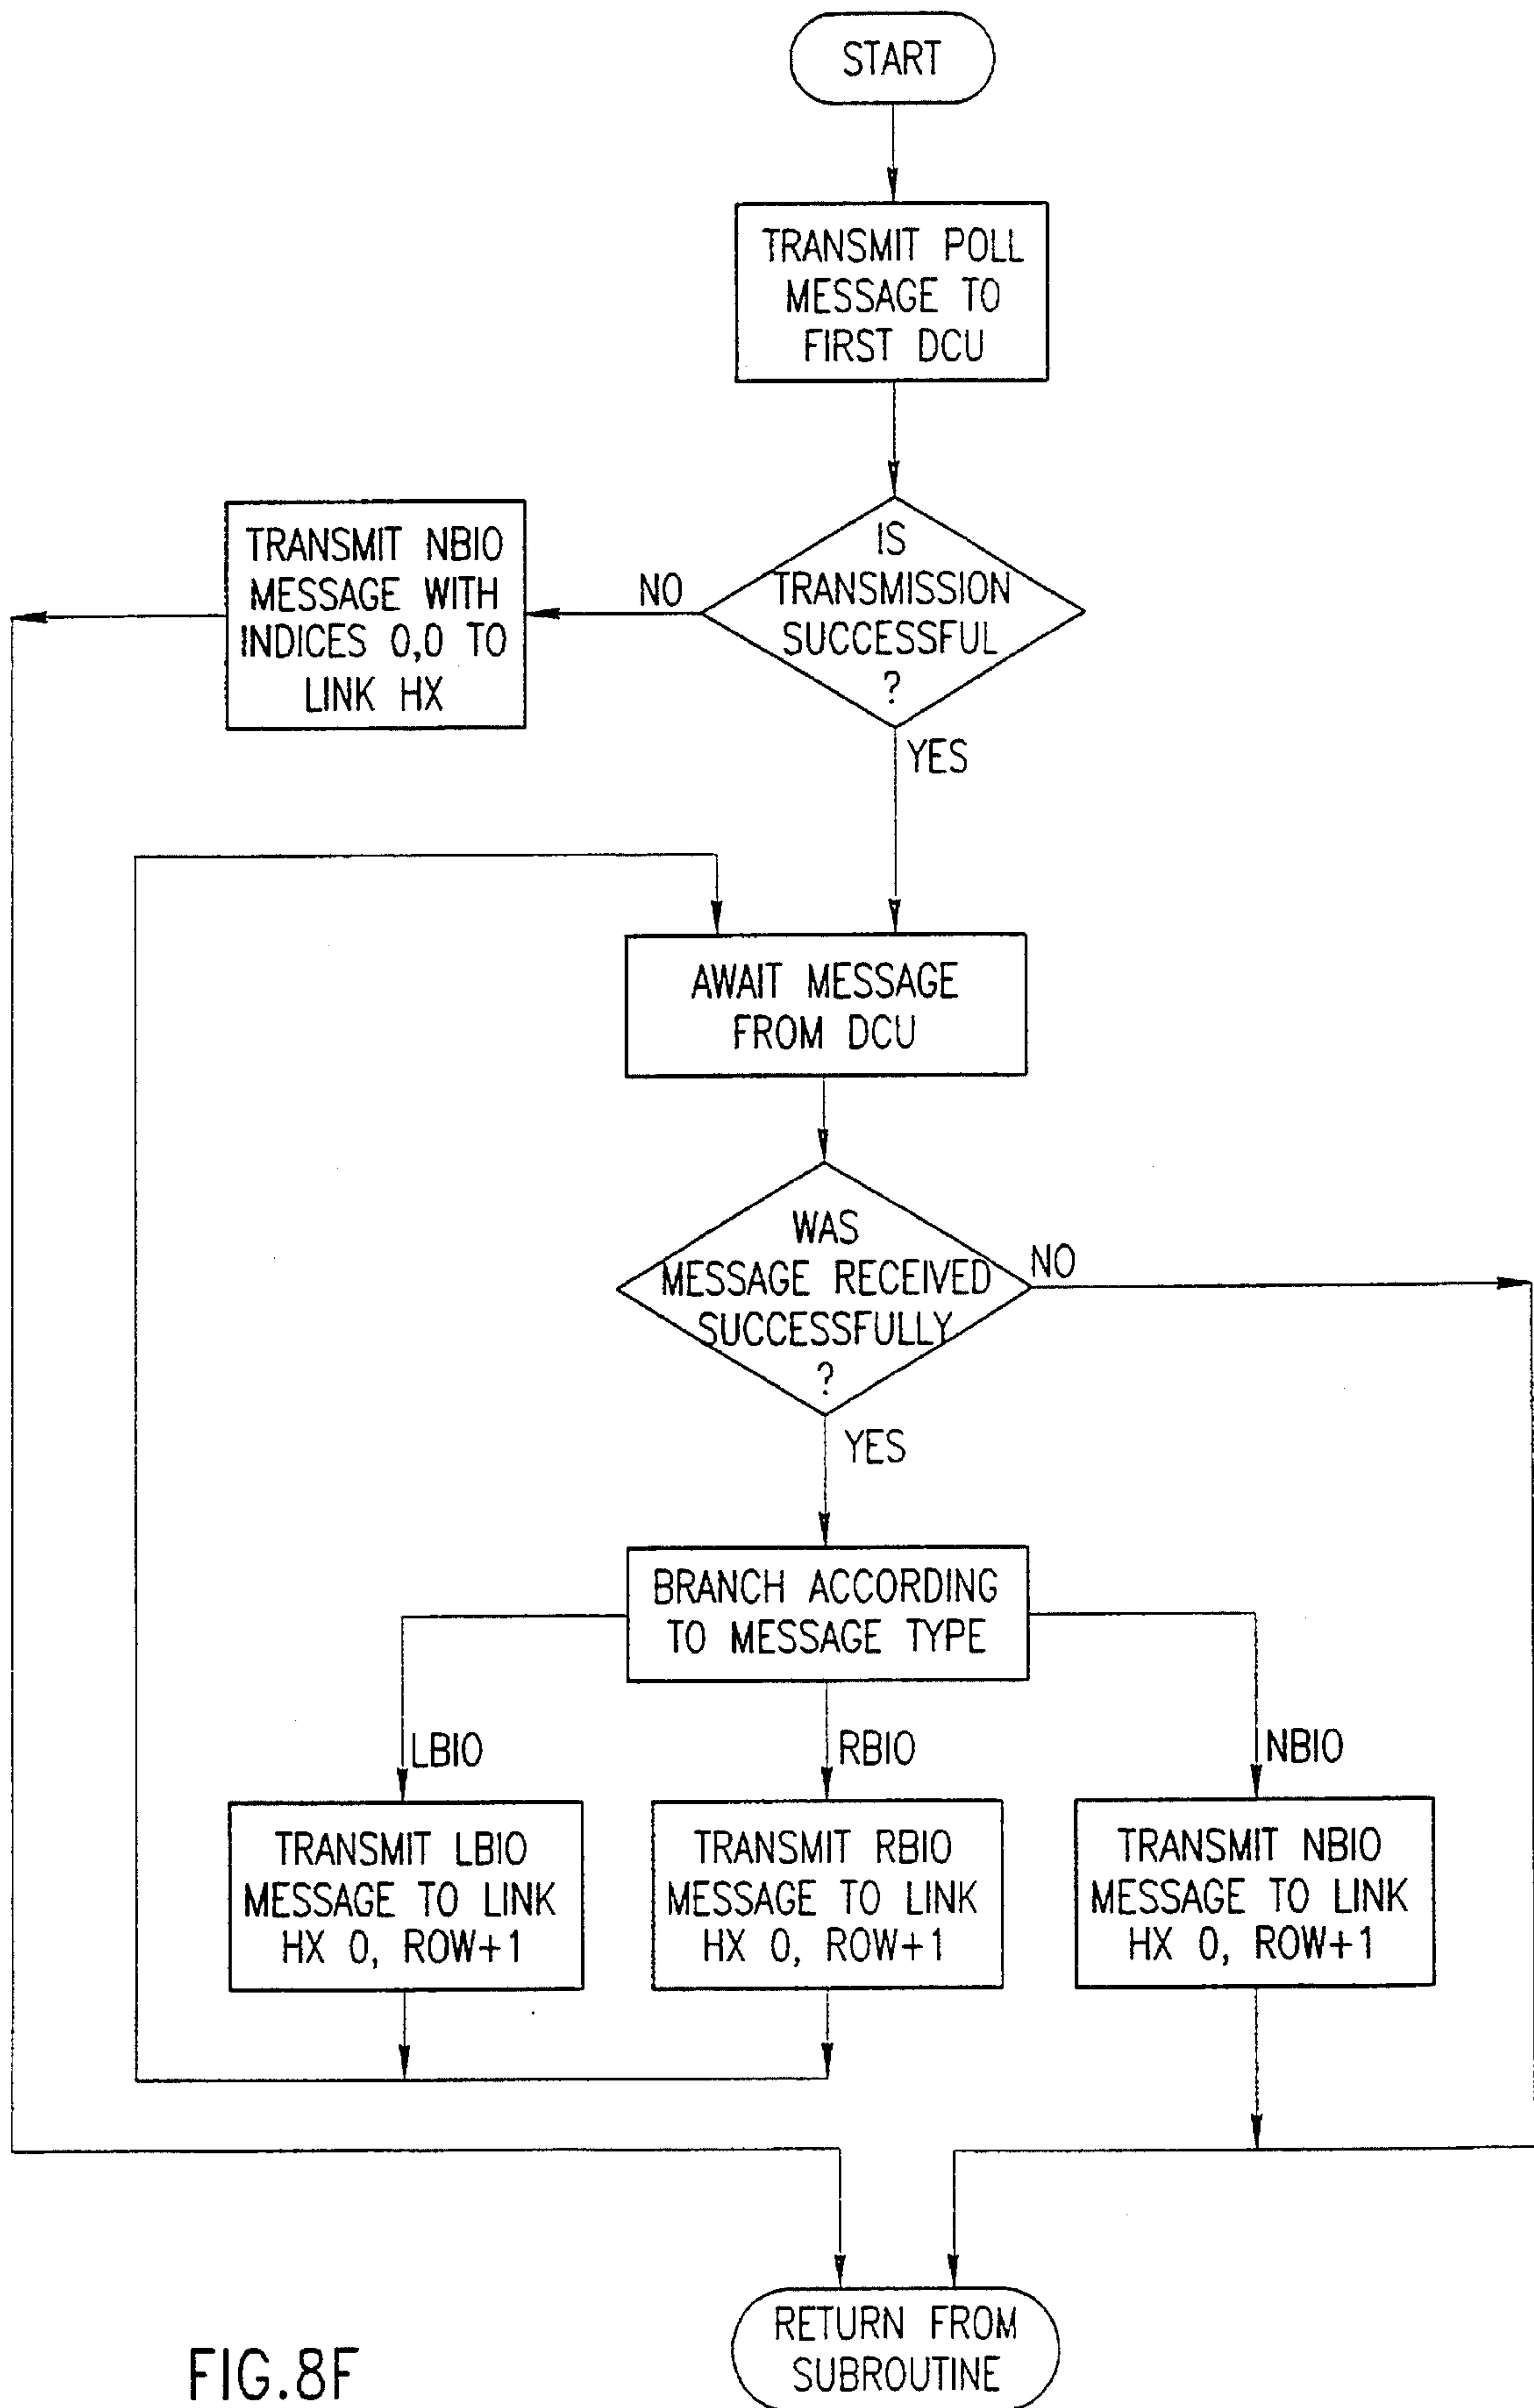 START
TRANSMIT POLL
MESSAGE TO
FIRST DCU
IS
TRANSMISSION
SUCCESSFUL
?
NO
TRANSMIT NBIO
MESSAGE WITH
INDICES 0,0 TO
LINK HX
YES
AWAIT MESSAGE
FROM DCU
WAS
MESSAGE RECEIVED
SUCCESSFULLY
?
NO
YES
BRANCH ACCORDING
TO MESSAGE TYPE
LBIO
RBIO
NBIO
TRANSMIT LBIO
MESSAGE TO LINK
HX 0, ROW+1
TRANSMIT RBIO
MESSAGE TO LINK
HX 0, ROW+1
TRANSMIT NBIO
MESSAGE TO LINK
HX 0, ROW+1
RETURN FROM
SUBROUTINE
FIG.8F